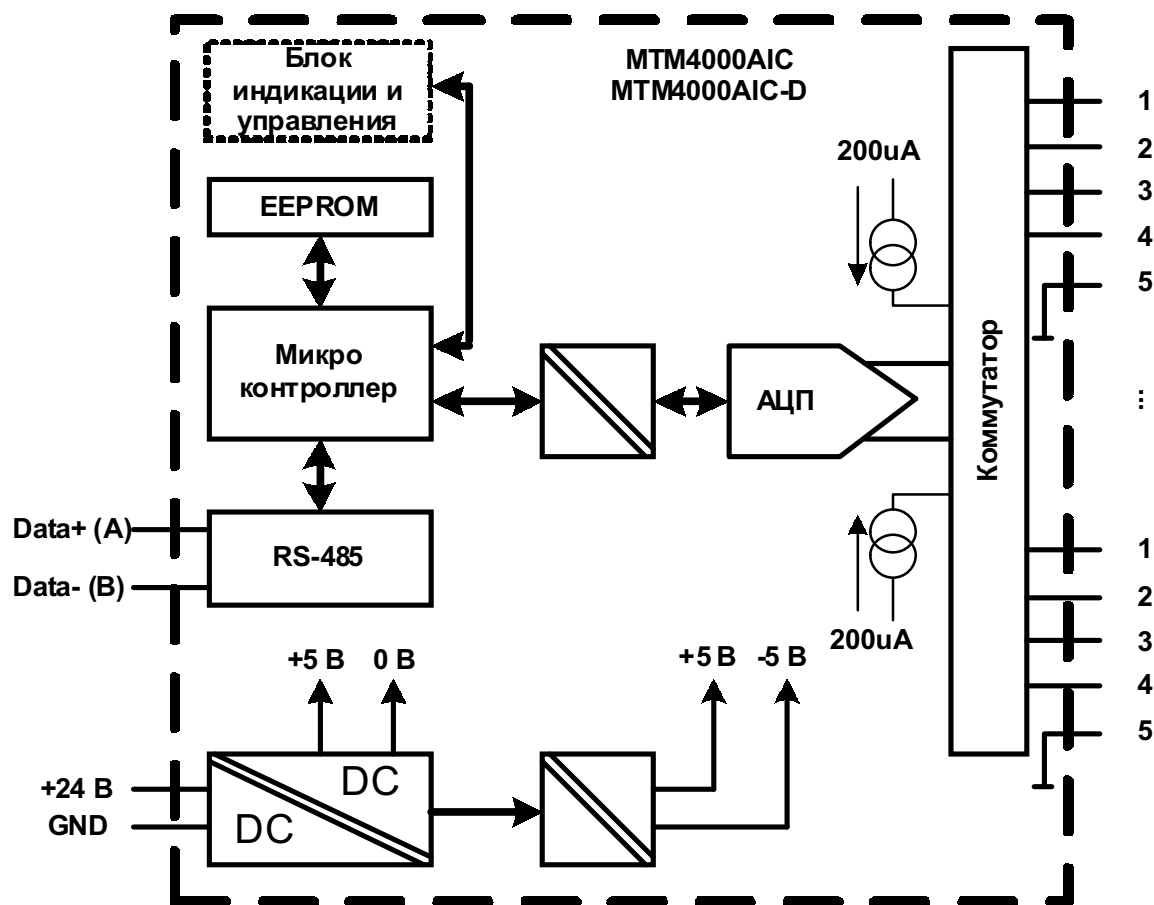 Блок
индикации и
управления
MTM4000AIC
MTM4000AIC-D
EEPROM
Микро
контроллер
RS-485
Data+ (A)
Data- (B)
АЦП
200uA
200uA
Коммутатор
1
2
3
4
5
...
1
2
3
4
5
+5 В
0 В
+5 В
-5 В
+24 В
GND
DC
DC